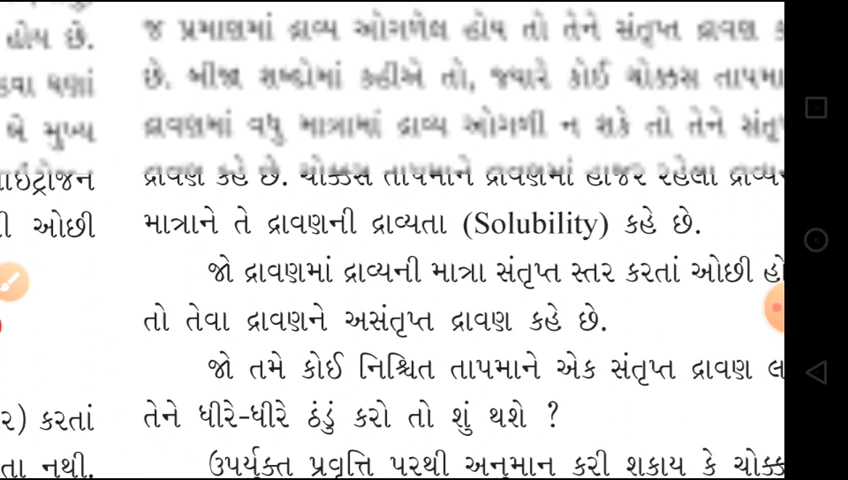 હોય છે.
જ પ્રમાણમાં દ્રાવ્ય ઓગળેલ હોય તો તેને સંતૃપ્ત દ્રાવણ
છે. બીજા શબ્દોમાં કહીએ તો, જ્યારે કોઈ ચોક્કસ
દ્રાવણમાં વધુ માત્રામાં દ્રાવ્ય ઓગળી ન શકે તો તેને
દ્રાવણ કહે છે. ચોક્કસ તાપમાને દ્રાવણમાં હાજર રહેલા
માત્રાને તે દ્રાવણની દ્રાવ્યતા (Solubility) કહે છે.
જો દ્રાવણમાં દ્રાવ્યની માત્રા સંતૃપ્ત સ્તર કરતાં ઓછી
તો તેવા દ્રાવણને અસંતૃપ્ત દ્રાવણ કહે છે.
જો તમે કોઈ નિશ્ચિત તાપમાને એક સંતૃપ્ત દ્રાવણ
તેને ધીરે-ધીરે ઠંડું કરો તો શું થશે ?
ઉપર્યુક્ત પ્રવૃત્તિ પરથી અનુમાન કરી શકાય કે
બે મુખ્ય
ઓછી
કરતાં
નથી.